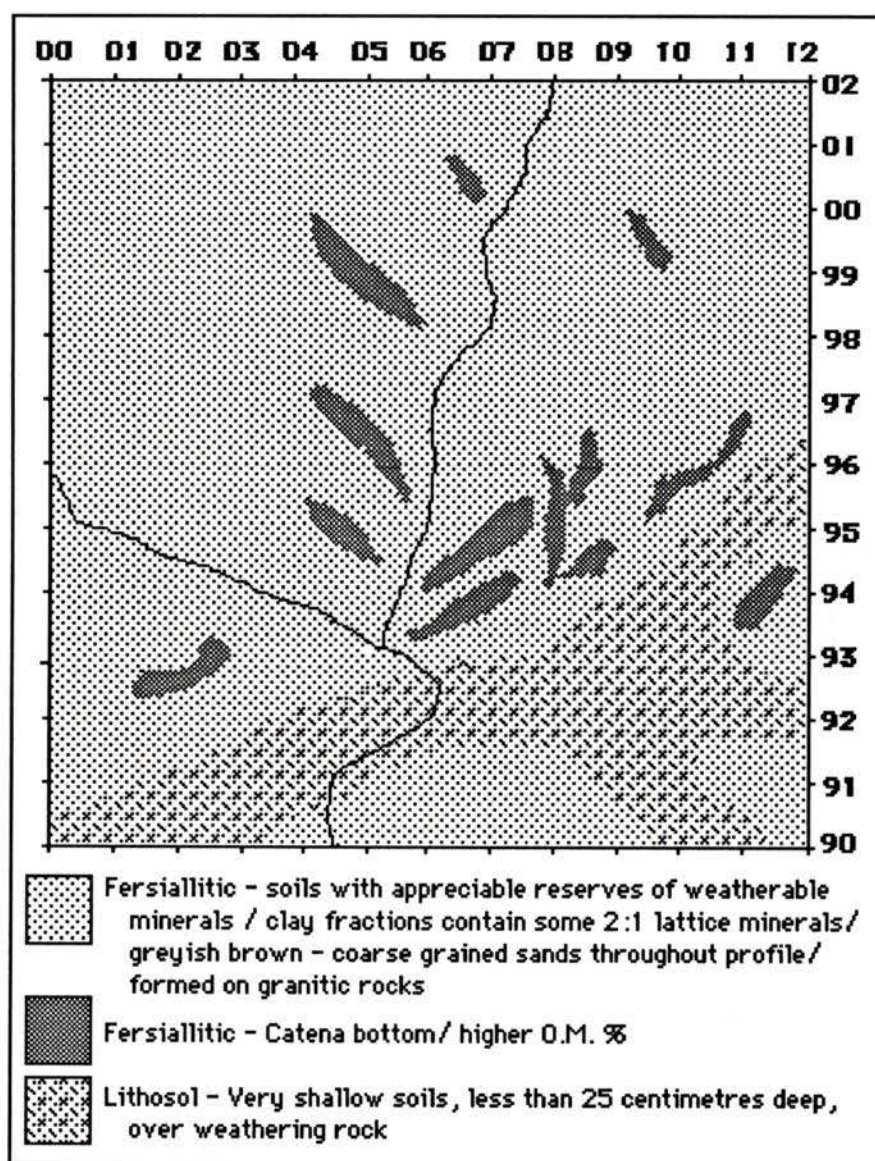 00 01 02 03 04 05 06 07 08 09 10 11 12
02
01
00
99
98
97
96
95
94
93
92
91
90
Fersiallitic - soils with appreciable reserves of weatherable
minerals / clay fractions contain some 2:1 lattice minerals/
greyish brown - coarse grained sands throughout profile/
formed on granitic rocks
Fersiallitic - Catena bottom/ higher O.M. %
Lithosol - Very shallow soils, less than 25 centimetres deep,
over weathering rock